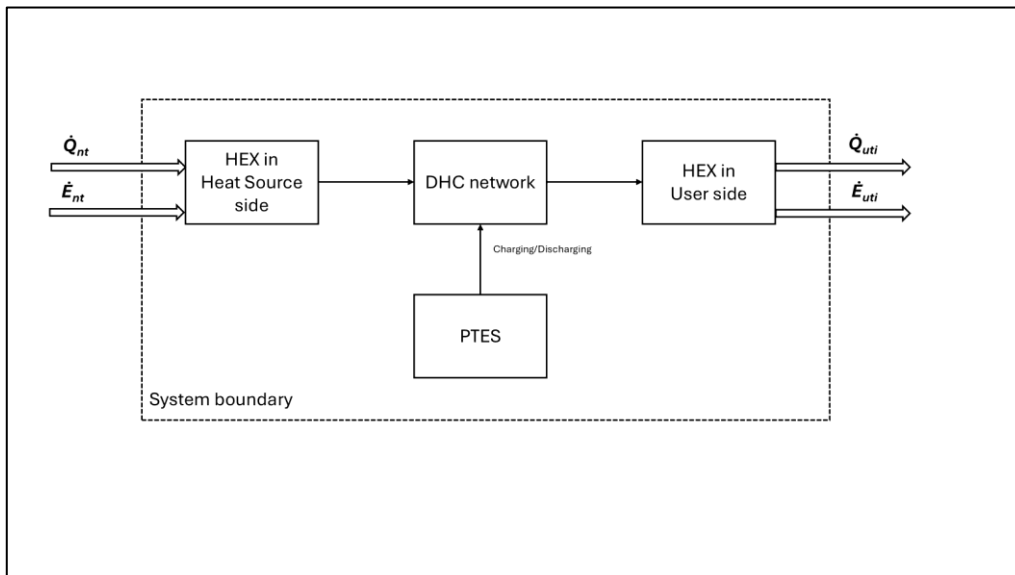 Q̇nt
Ėnt
HEX in
Heat Source
side
DHC network
HEX in
User side
Q̇uti
Ėuti
Charging/Discharging
PTES
System boundary